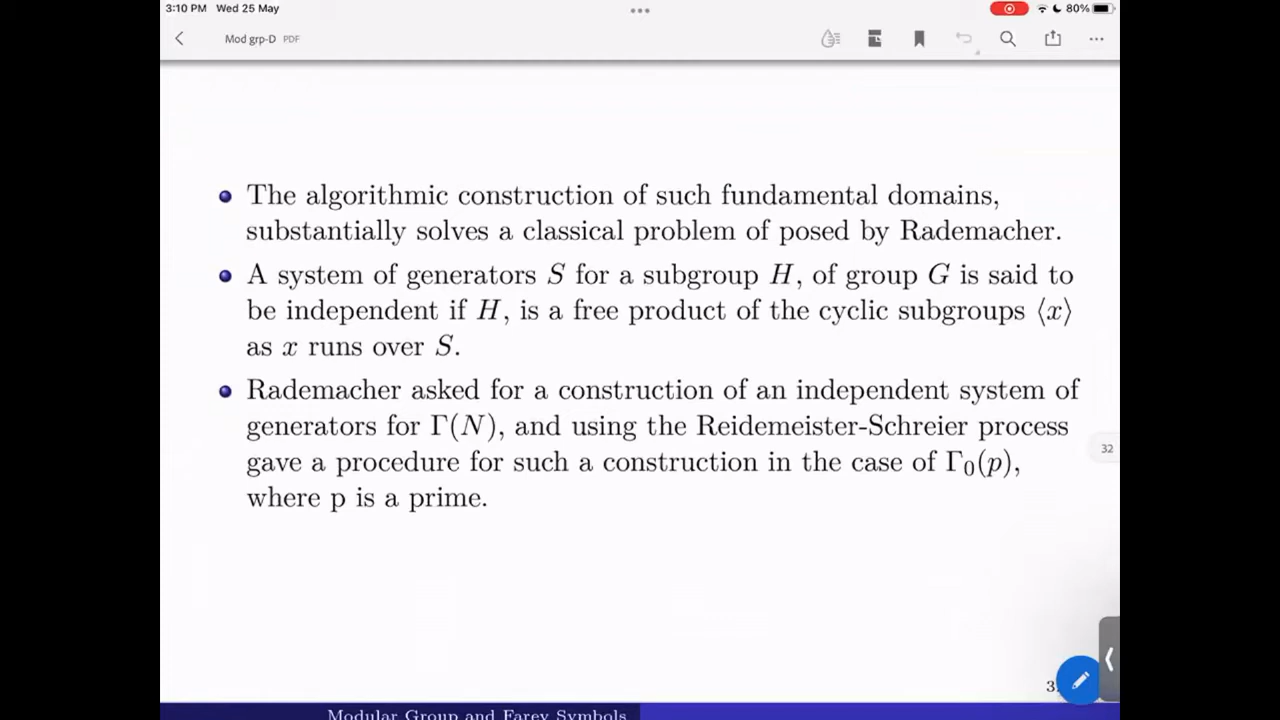 3:10 PM Wed 25 May
80%
Mod grp-D PDF
The algorithmic construction of such fundamental domains,
substantially solves a classical problem of posed by Rademacher.
A system of generators S for a subgroup H, of group G is said to
be independent if H, is a free product of the cyclic subgroups ⟨x⟩
as x runs over S.
Rademacher asked for a construction of an independent system of
generators for Γ(N), and using the Reidemeister-Schreier process
gave a procedure for such a construction in the case of Γ₀(p),
where p is a prime.
32
Modular Group and Farey Symbols